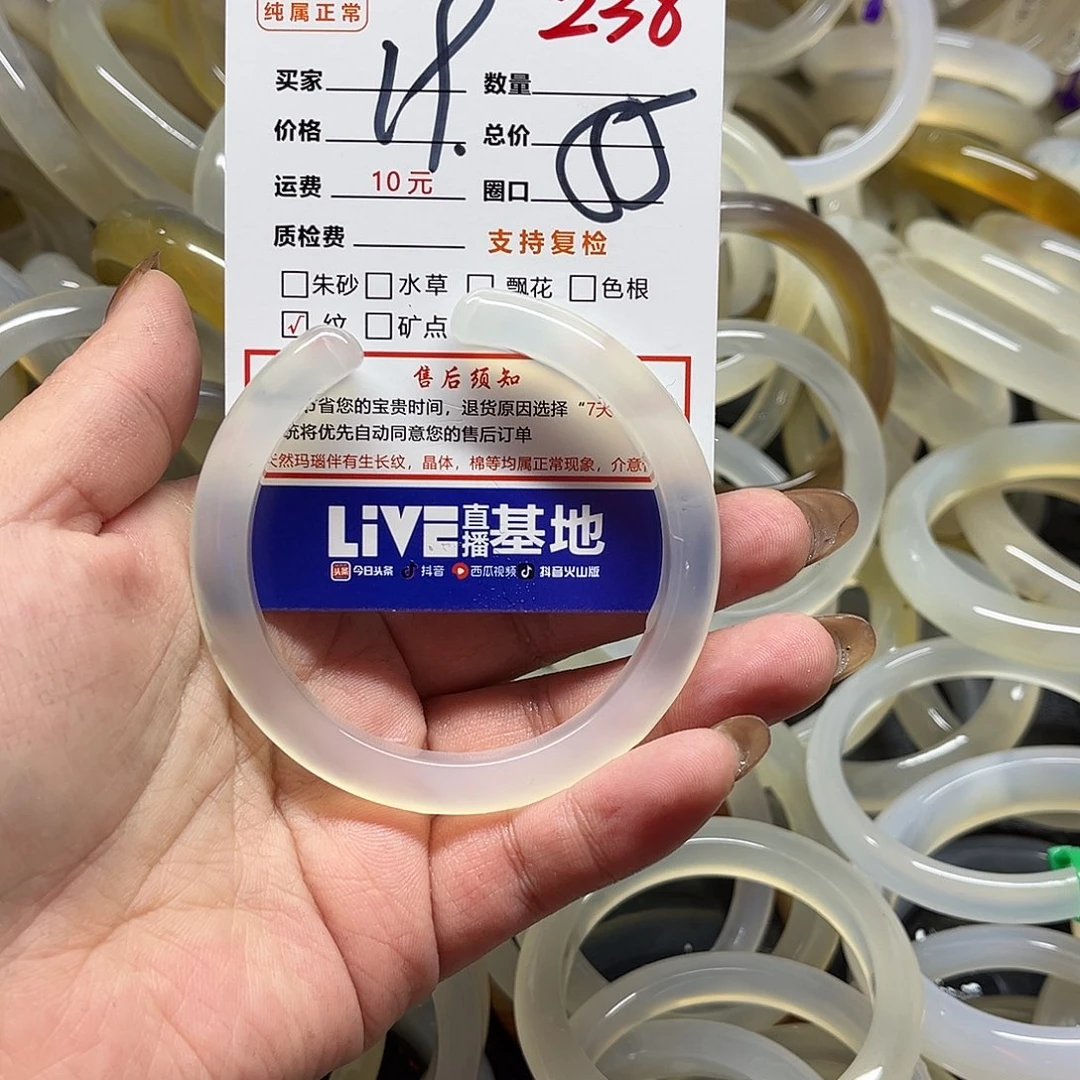 纯属正常
238
买家 数量
价格 总价
运费 10元 圈口
质检费 支持复检
朱砂 水草 飘花 色根
√ 纹 矿点
售后须知
节省您的宝贵时间，退货原因选择“7天
统将优先自动同意您的售后订单
天然玛瑙伴有生长纹，晶体，棉等均属正常现象，介意
LIVE直播基地
头条 今日头条 抖音 西瓜视频 抖音火山版